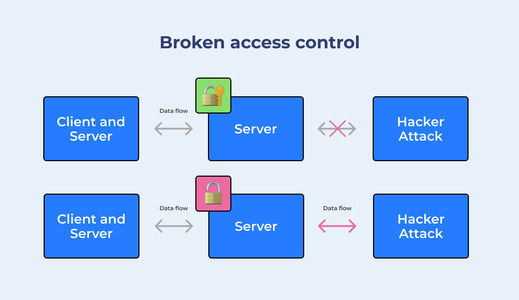 Broken access control
Data flow
Client and
Server
Server
Hacker
Attack
Data flow
Data flow
Client and
Server
Server
Hacker
Attack